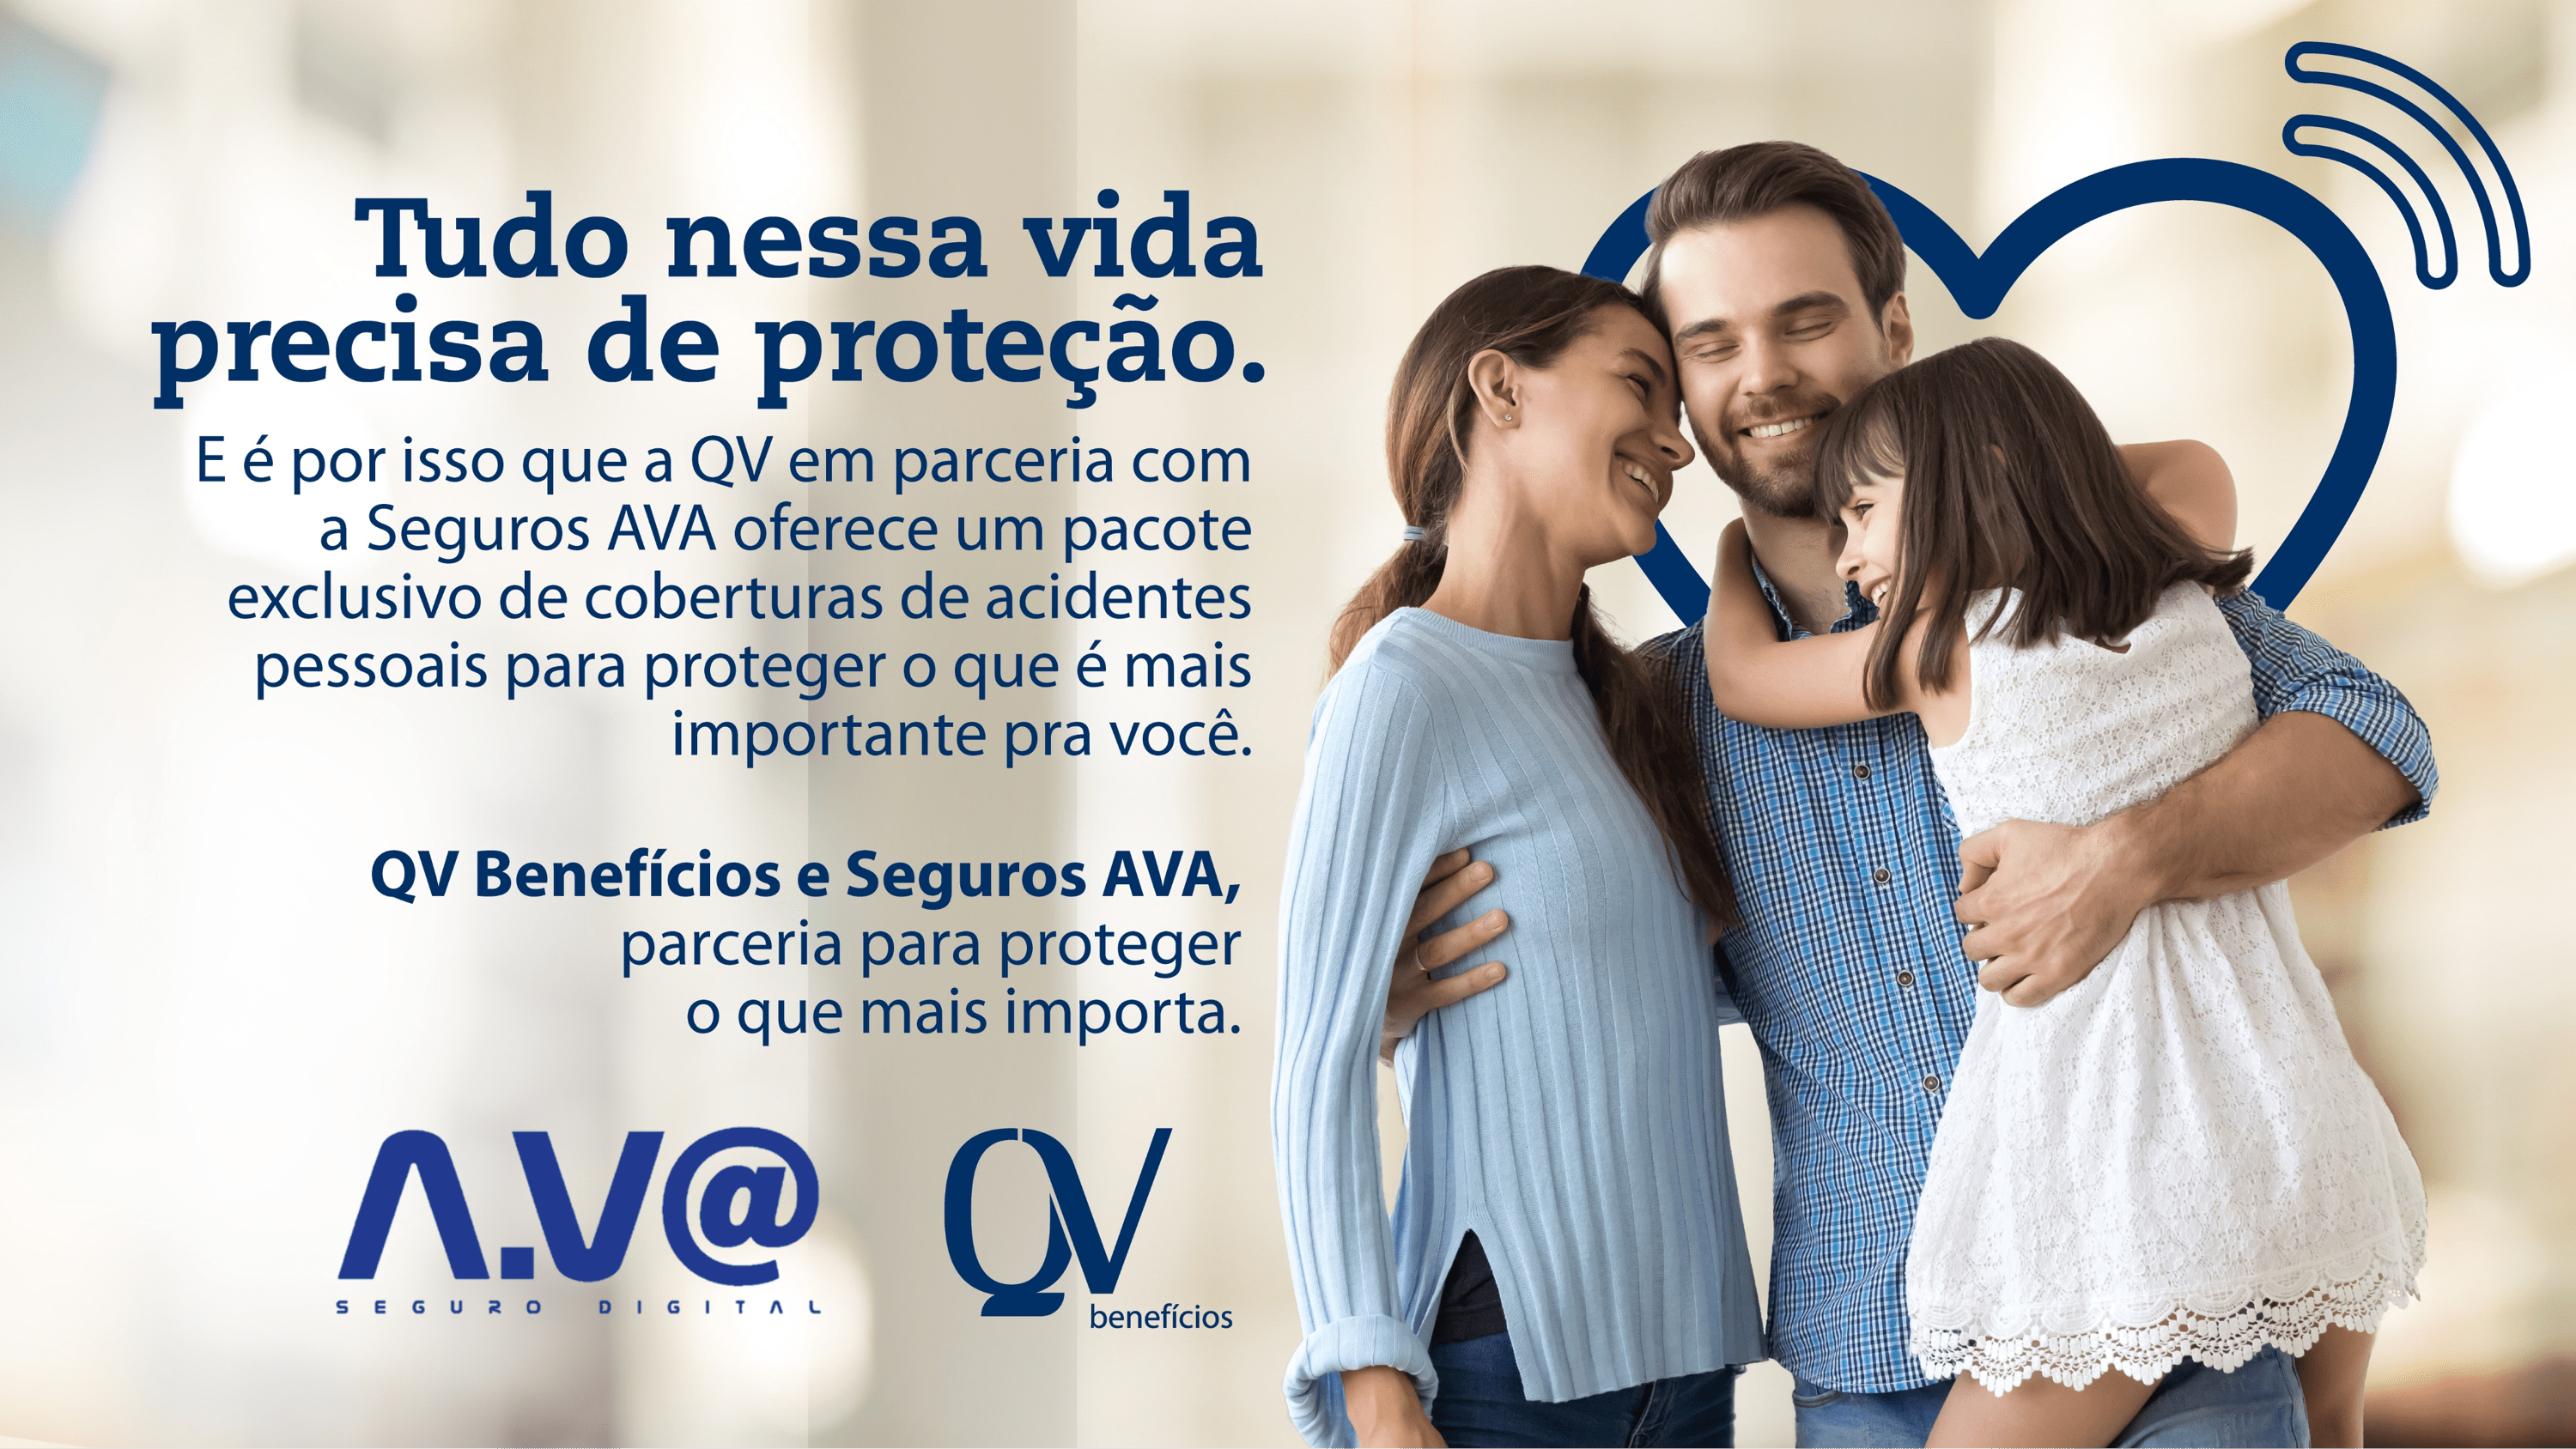 Tudo nessa vida
precisa de proteção.
E é por isso que a QV em parceria com
a Seguros AVA oferece um pacote
exclusivo de coberturas de acidentes
pessoais para proteger o que é mais
importante pra você.
QV Benefícios e Seguros AVA,
parceria para proteger
o que mais importa.
A.V@
SEGURO DIGITAL
QV
benefícios